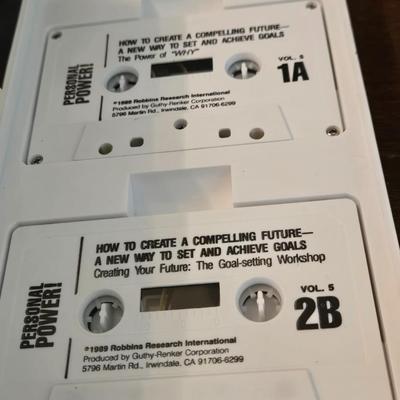 HOW TO CREATE A COMPELLING FUTURE—
A NEW WAY TO SET AND ACHIEVE GOALS
The Power of "WHY"
PERSONAL
POWER!
VOL. 5
1A
©1989 Robbins Research International
Produced by Guthy-Renker Corporation
5796 Martin Rd., Irwindale, CA 91706-6299
HOW TO CREATE A COMPELLING FUTURE—
A NEW WAY TO SET AND ACHIEVE GOALS
Creating Your Future: The Goal-setting Workshop
PERSONAL
POWER!
VOL. 5
2B
©1989 Robbins Research International
Produced by Guthy-Renker Corporation
5796 Martin Rd., Irwindale, CA 91706-6299